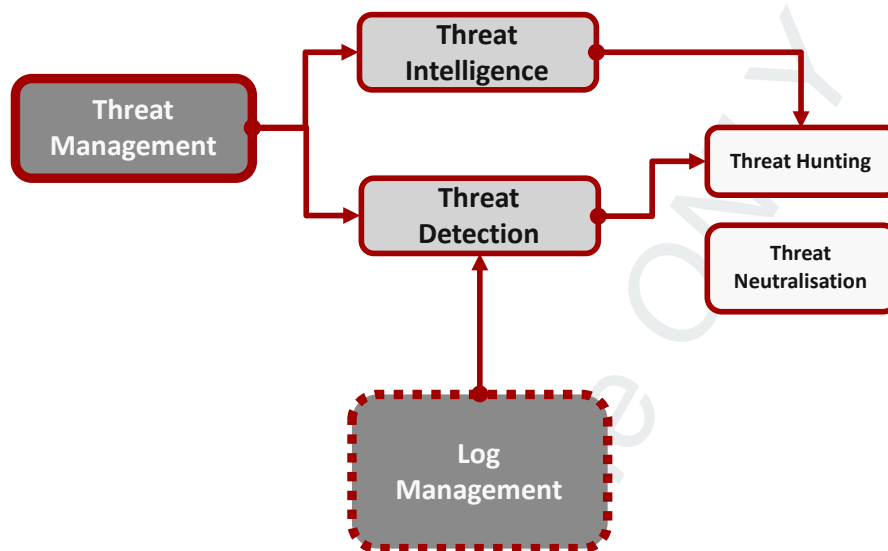 Threat
Intelligence
Threat
Management
Threat Hunting
Threat
Detection
Threat
Neutralisation
Log
Management